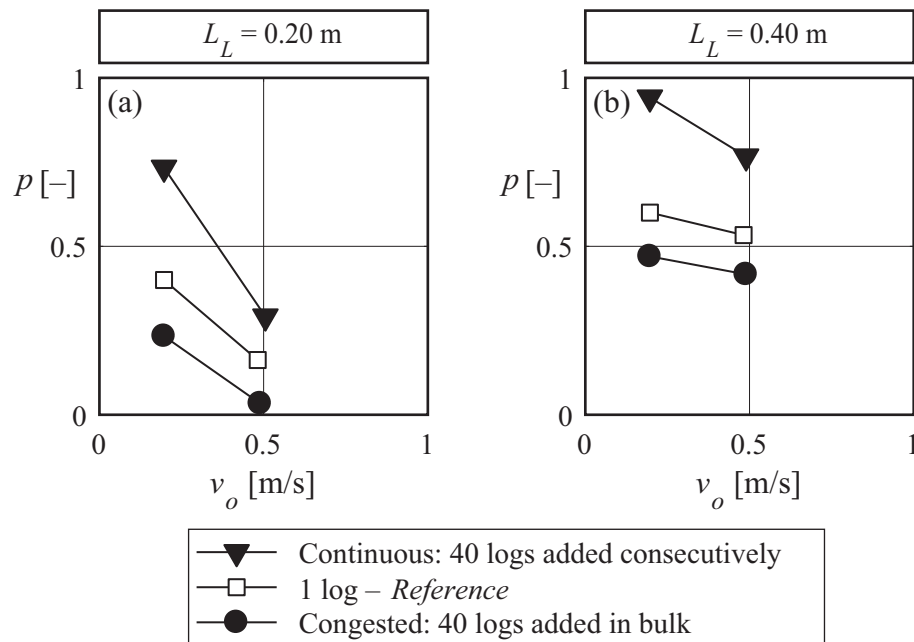 L_L = 0.20 m
L_L = 0.40 m
1
(a)
p [–]
0.5
0
0
0.5
1
v_o [m/s]
1
(b)
p [–]
0.5
0
0
0.5
1
v_o [m/s]
Continuous: 40 logs added consecutively
1 log – Reference
Congested: 40 logs added in bulk